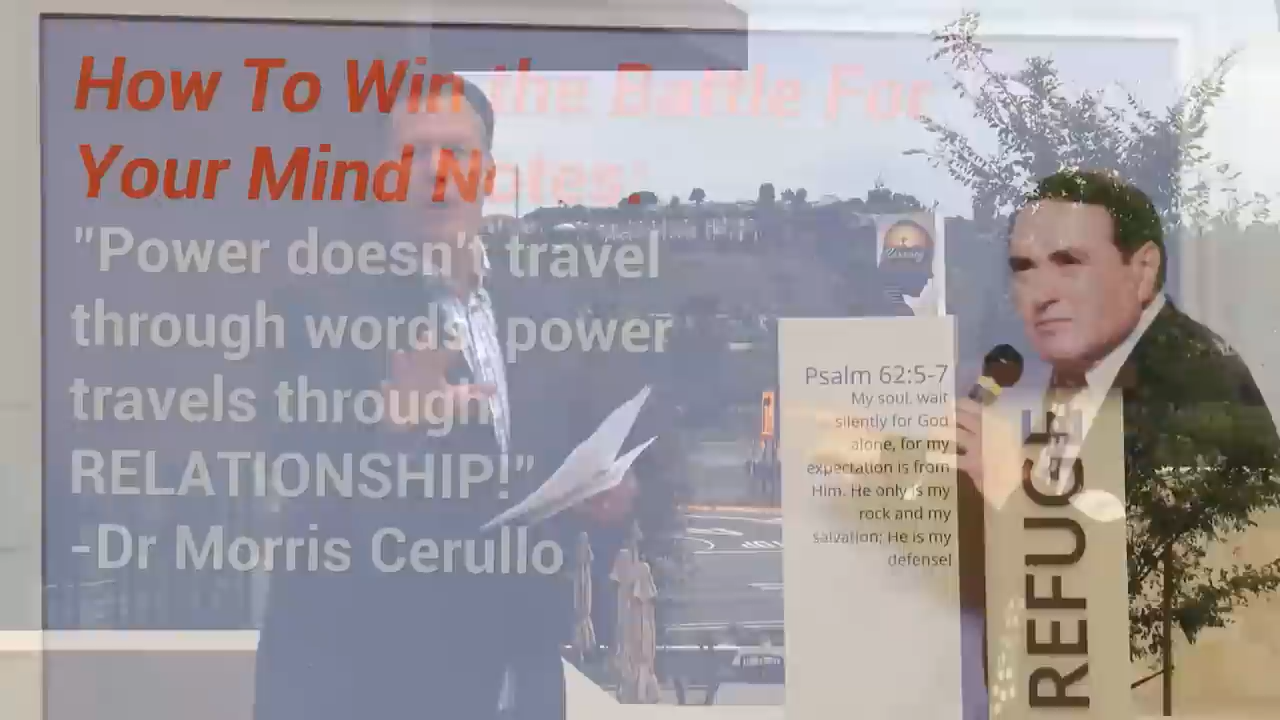 How To Win the Battle For
Your Mind Notes:
"Power doesn't travel
through words, power
travels through
RELATIONSHIP!"
-Dr Morris Cerullo
Psalm 62:5-7
My soul, wait
silently for God
alone, for my
expectation is from
Him. He only is my
rock and my
salvation; He is my
defense!
REFUGE